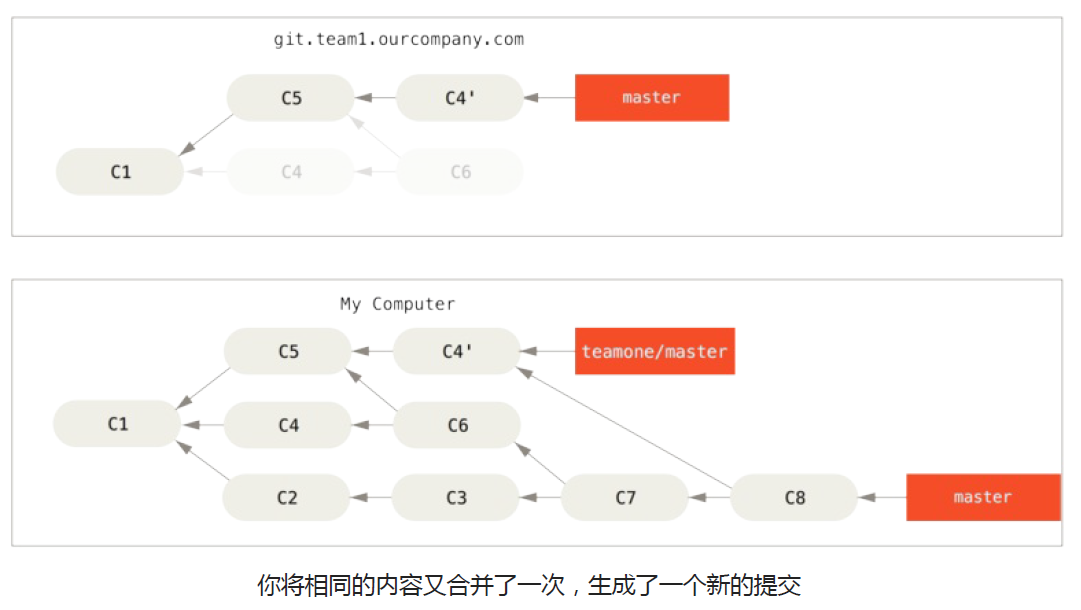 git.team1.ourcompany.com
C5 C4' master
C1 C4 C6
My Computer
C5 C4' teamone/master
C1 C4 C6
C2 C3 C7 C8 master
你将相同的内容又合并了一次，生成了一个新的提交